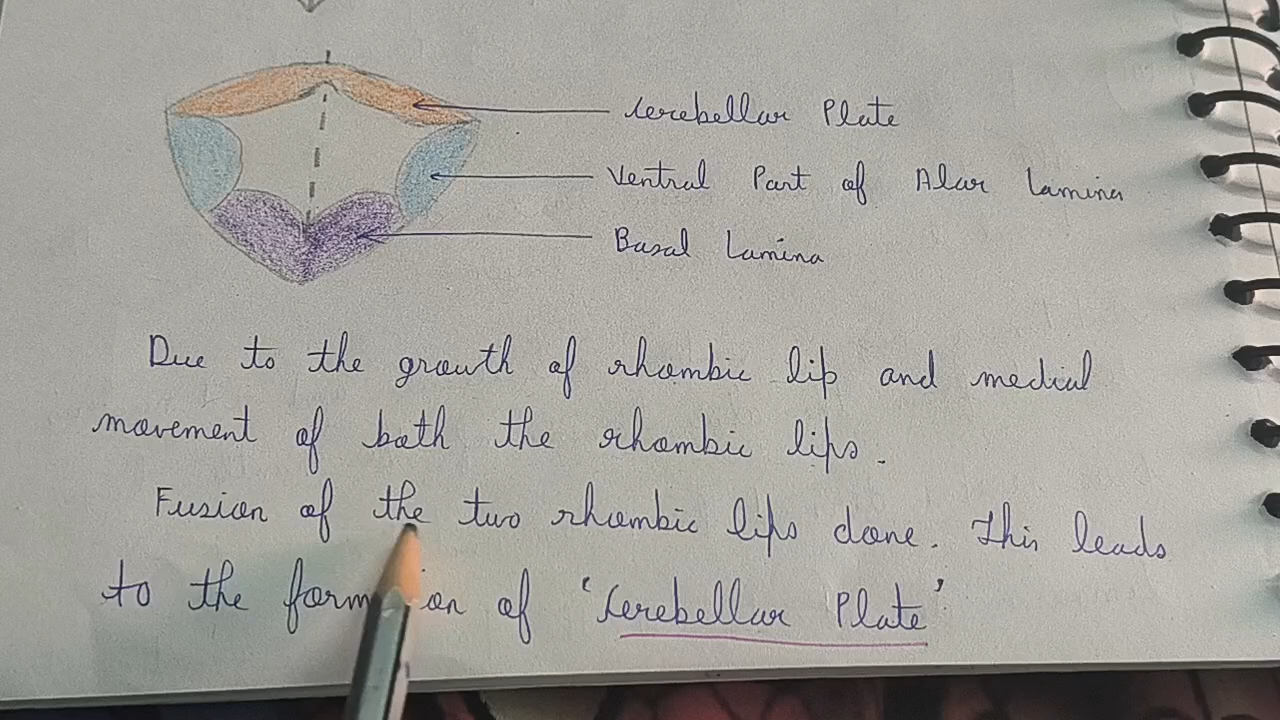 Cerebellar Plate
Ventral Part of Alar Lamina
Basal Lamina
Due to the growth of rhombic lip and medial
movement of both the rhombic lips.
Fusion of the two rhombic lips done. This leads
to the of 'Cerebellar Plate'